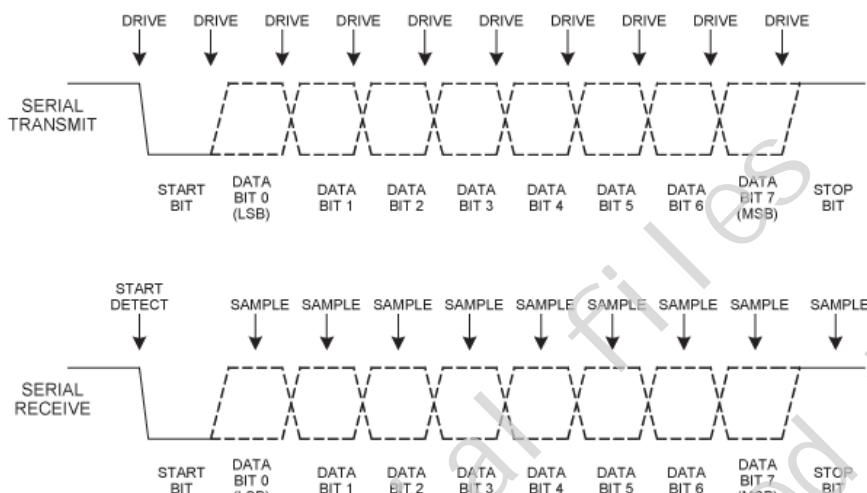 DRIVE DRIVE DRIVE DRIVE DRIVE DRIVE DRIVE DRIVE DRIVE DRIVE
SERIAL
TRANSMIT
START
BIT
DATA
BIT 0
(LSB)
DATA
BIT 1
DATA
BIT 2
DATA
BIT 3
DATA
BIT 4
DATA
BIT 5
DATA
BIT 6
DATA
BIT 7
(MSB)
STOP
BIT
START
DETECT
SAMPLE SAMPLE SAMPLE SAMPLE SAMPLE SAMPLE SAMPLE SAMPLE SAMPLE
SERIAL
RECEIVE
START
BIT
DATA
BIT 0
(LSB)
DATA
BIT 1
DATA
BIT 2
DATA
BIT 3
DATA
BIT 4
DATA
BIT 5
DATA
BIT 6
DATA
BIT 7
(MSB)
STOP
BIT
files